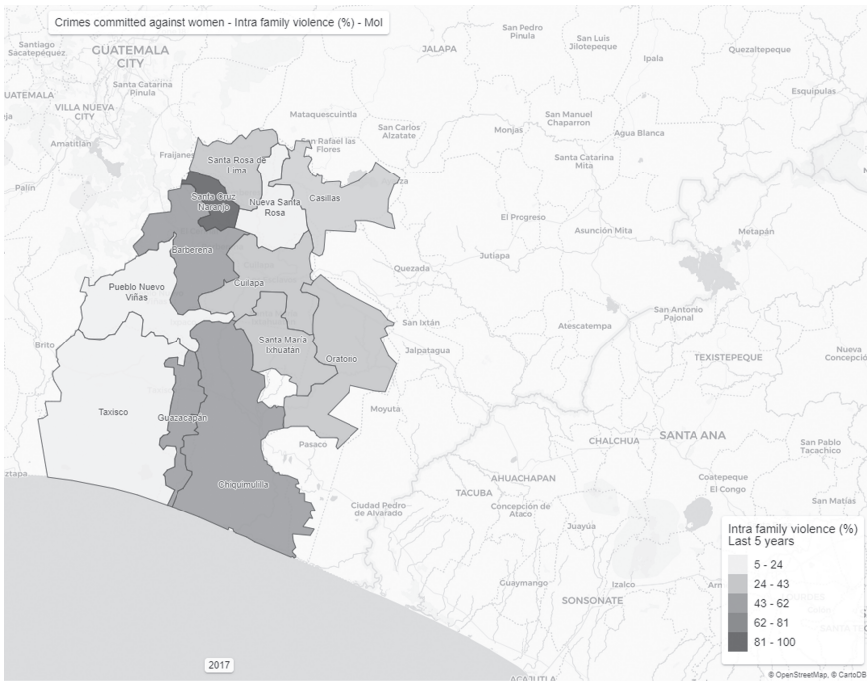 Crimes committed against women - Intra family violence (%) - MoI
Santiago
Sacatepéquez
GUATEMALA
CITY
Santa Catarina
Pinula
UATEMALA
VILLA NUEVA
CITY
eja
Amatitlán
Fraijanes
Palín
San Pedro
Pinula
JALAPA
San Luis
Jilotepeque
Ipala
Quezaltepeque
Esquipulas
Mataquescuintla
San Rafael las
Flores
San Carlos
Alzatate
Monjas
San Manuel
Chaparron
Agua Blanca
Santa Catarina
Mita
Santa Rosa de
Lima
Santa Cruz
Naranjo
Nueva Santa
Rosa
Casillas
Barberena
Cuilapa
Pueblo Nuevo
Viñas
El Progreso
Asunción Mita
Metapán
Jutiapa
Quezada
San Antonio
Pajonal
San Ixtán
Atescatempa
Brito
Santa María
Ixhuatán
Oratorio
Jalpatagua
TEXISTEPEQUE
Nueva
Concepció
Taxisco
Guazacapán
Moyuta
Pasaco
CHALCHUA
SANTA ANA
San Pablo
Tacachico
ztapa
Chiquimulilla
AHUACHAPAN
TACUBA
Concepción de
Ataco
Coatepeque
El Congo
San Matías
Ciudad Pedro
de Alvarado
Juayúa
Guaymango
Izalco
SONSONATE
ACAJUTLA
Intra family violence (%)
Last 5 years
5 - 24
24 - 43
43 - 62
62 - 81
81 - 100
2017
© OpenStreetMap, © CartoDB